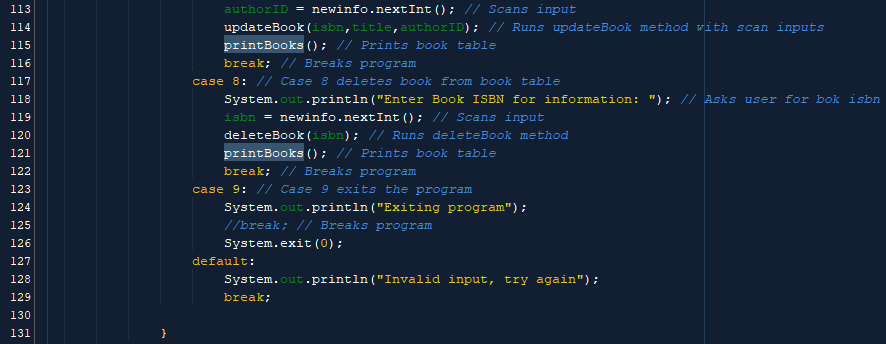 113 authorID = newinfo.nextInt(); // Scans input
114 updateBook(isbn,title,authorID); // Runs updateBook method with scan inputs
115 printBooks(); // Prints book table
116 break; // Breaks program
117 case 8: // Case 8 deletes book from book table
118 System.out.println("Enter Book ISBN for information: "); // Asks user for bok isbn
119 isbn = newinfo.nextInt(); // Scans input
120 deleteBook(isbn); // Runs deleteBook method
121 printBooks(); // Prints book table
122 break; // Breaks program
123 case 9: // Case 9 exits the program
124 System.out.println("Exiting program");
125 //break; // Breaks program
126 System.exit(0);
127 default:
128 System.out.println("Invalid input, try again");
129 break;
130
131 }